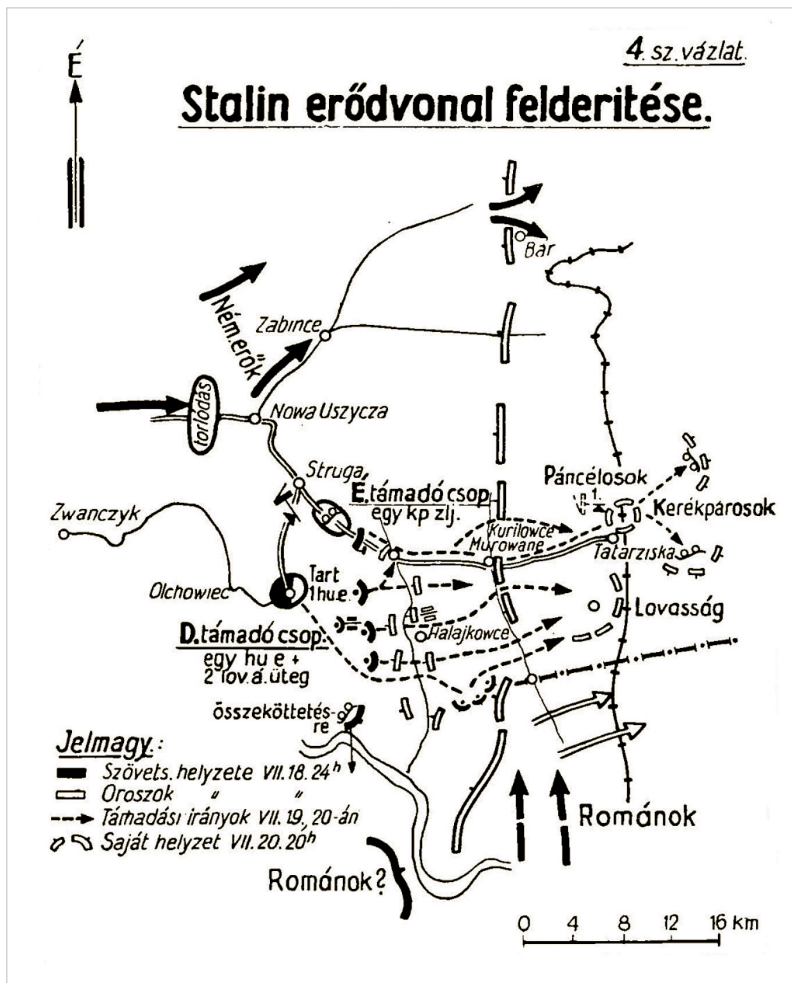 4. sz. vázlat.
É
Stalin erődvonal felderitése.
Bar
Ném. erők
Zabince
torlódás
Nowa Uszycza
Struga
É. támadó csop
egy kp zlj.
Páncélosok
1.
Kerékpárosok
Kurilowce
Murowane
Tatarziska
Zwanczyk
Olchowiec
Tart
1 hu.e.
Lovasság
Halajkowce
D. támadó csop.
egy hu e +
2 lov. á. üteg
összeköttetés-
re
Jelmagy.:
Szövets. helyzete VII. 18. 24h
Oroszok " "
Támadási irányok VII. 19., 20-án
Saját helyzet VII. 20. 20h
Románok
Románok?
0 4 8 12 16 km